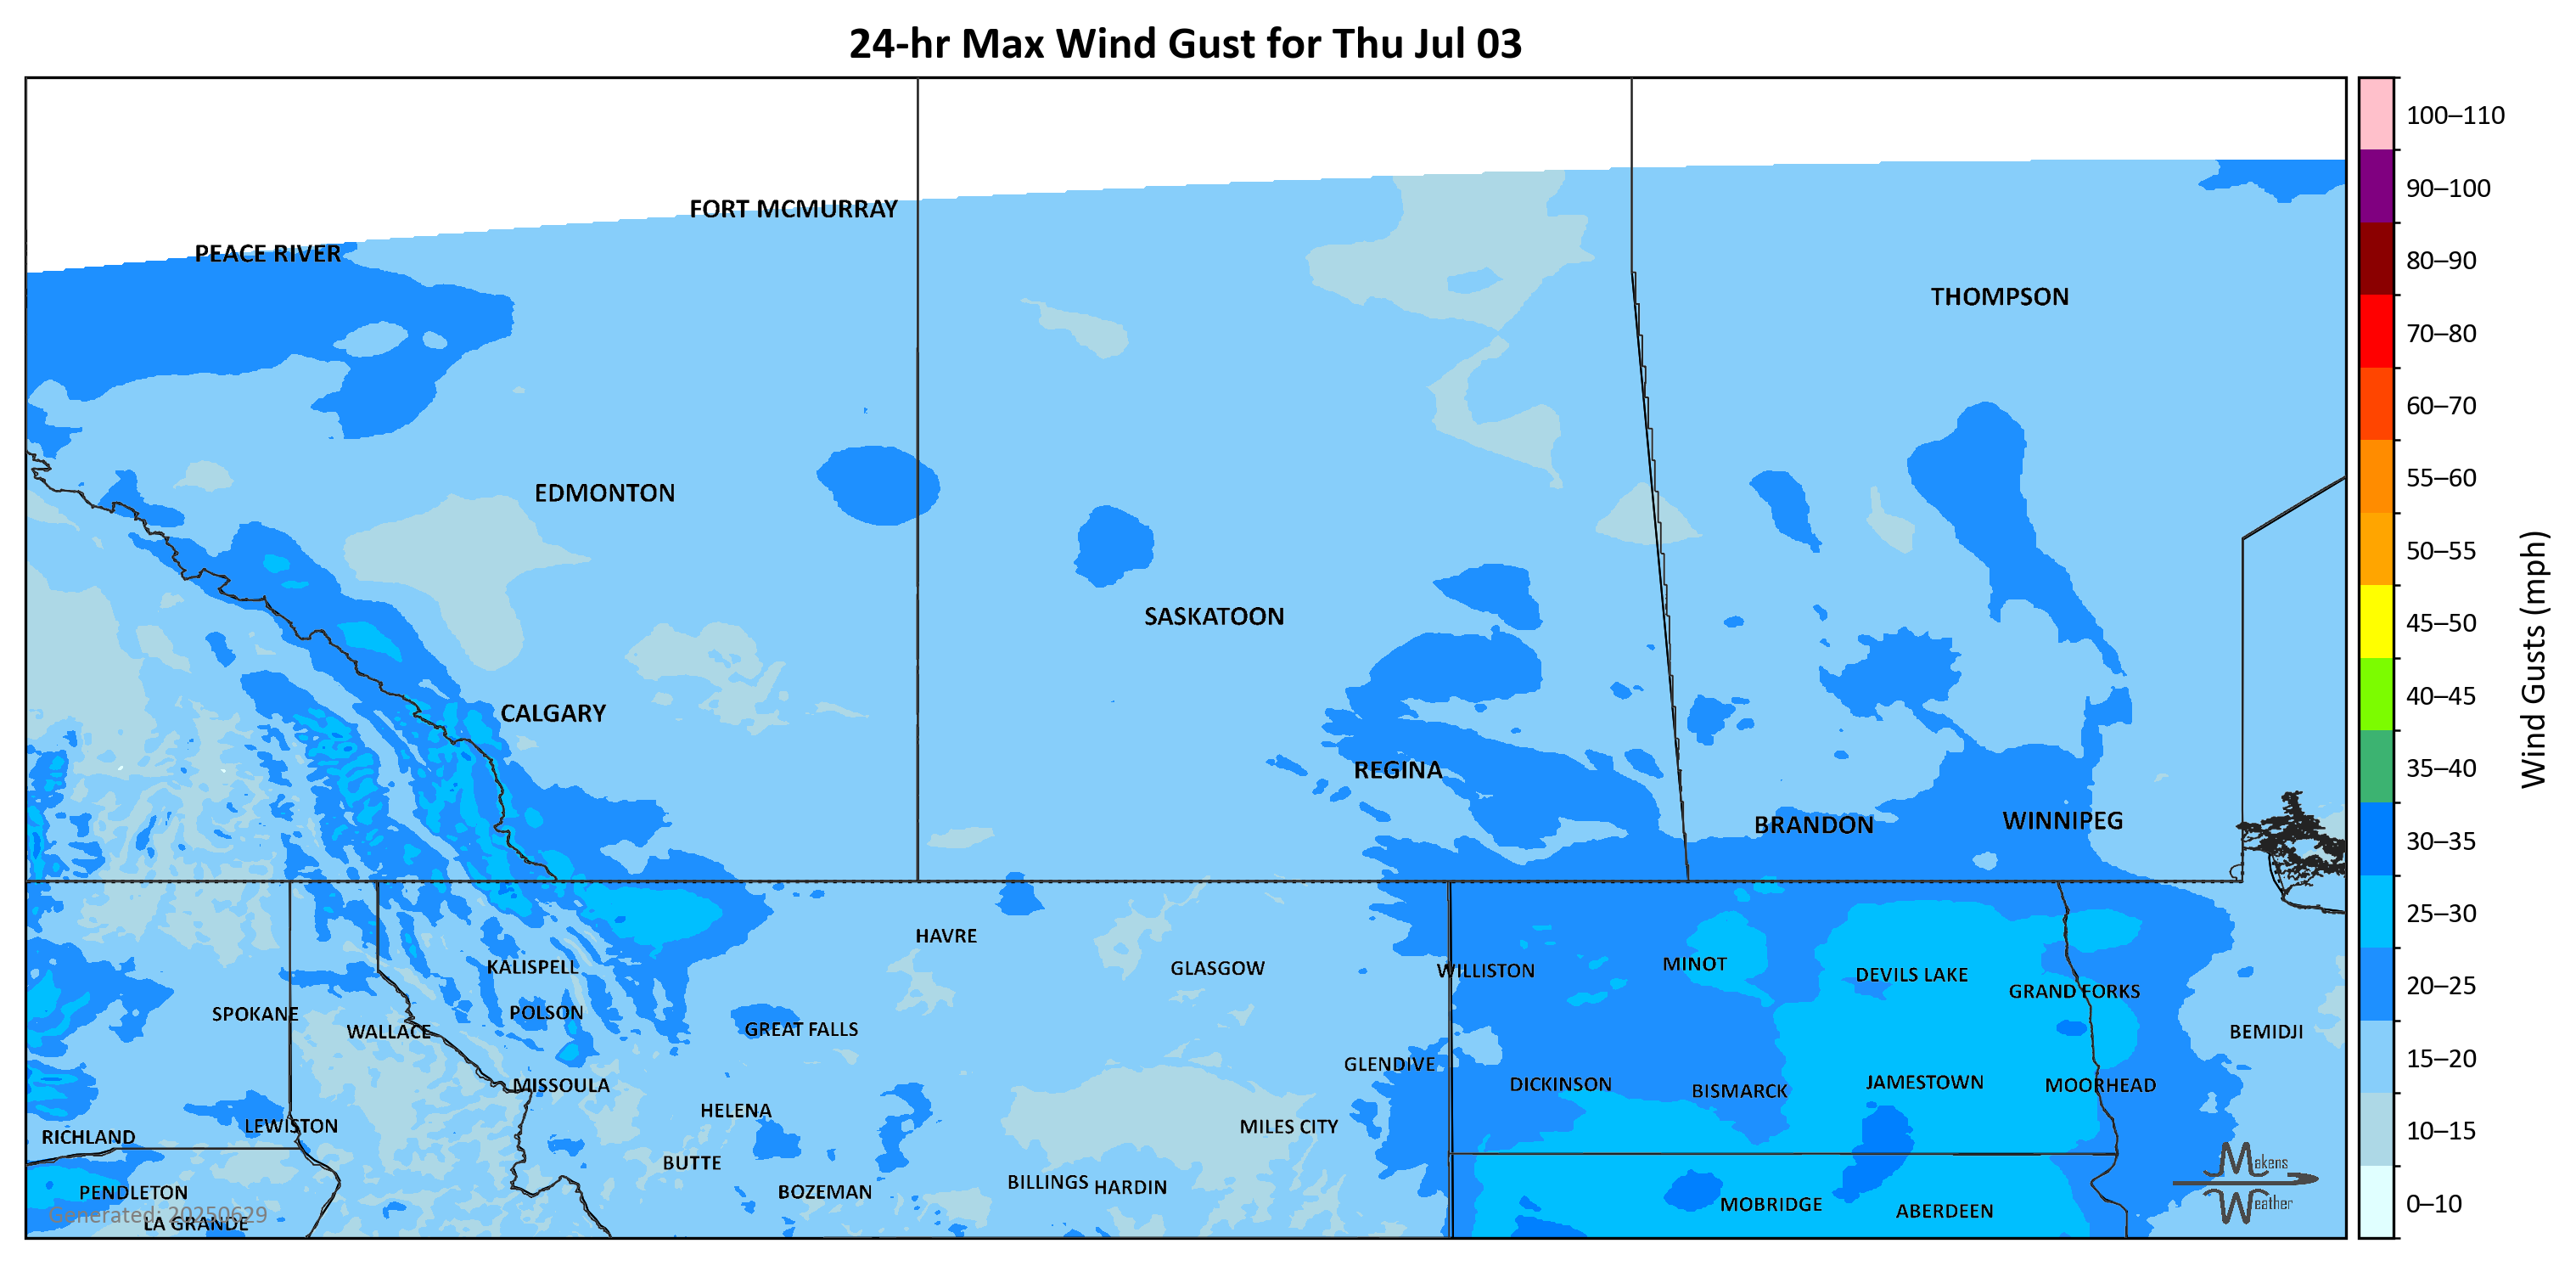 24-hr Max Wind Gust for Thu Jul 03
100–110
90–100
80–90
70–80
60–70
55–60
50–55
45–50
40–45
35–40
30–35
25–30
20–25
15–20
10–15
0–10
Wind Gusts (mph)
FORT MCMURRAY
PEACE RIVER
THOMPSON
EDMONTON
SASKATOON
CALGARY
REGINA
BRANDON
WINNIPEG
HAVRE
KALISPELL
GLASGOW
WILLISTON
MINOT
DEVILS LAKE
GRAND FORKS
SPOKANE
POLSON
WALLACE
GREAT FALLS
BEMIDJI
GLENDIVE
MISSOULA
DICKINSON
BISMARCK
JAMESTOWN
MOORHEAD
HELENA
LEWISTON
MILES CITY
RICHLAND
BUTTE
PENDLETON
BOZEMAN
BILLINGS
HARDIN
MOBRIDGE
ABERDEEN
LA GRANDE
Generated: 20250629
Makens
Weather